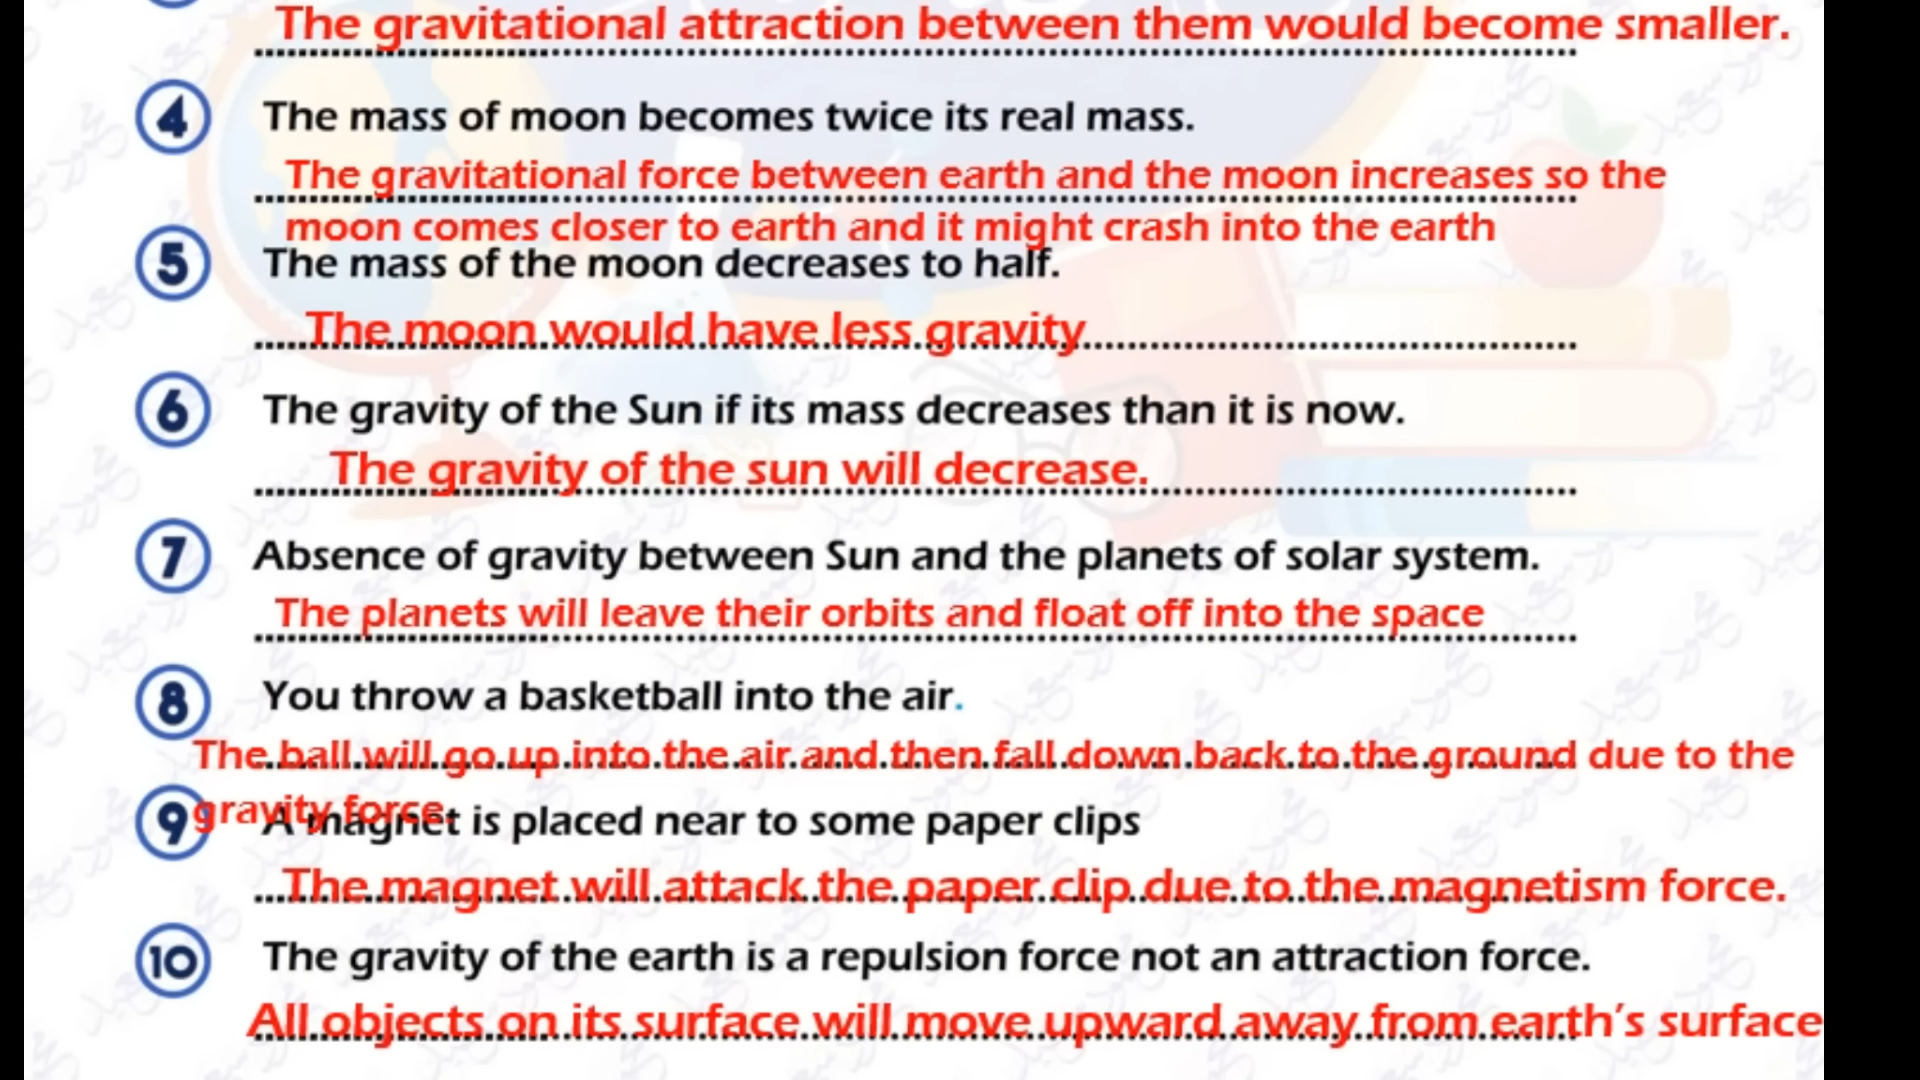 The gravitational attraction between them would become smaller.
4 The mass of moon becomes twice its real mass.
The gravitational force between earth and the moon increases so the
moon comes closer to earth and it might crash into the earth
5 The mass of the moon decreases to half.
The moon would have less gravity
6 The gravity of the Sun if its mass decreases than it is now.
The gravity of the sun will decrease.
7 Absence of gravity between Sun and the planets of solar system.
The planets will leave their orbits and float off into the space
8 You throw a basketball into the air.
The ball will go up into the air and then fall down back to the ground due to the
gravity force.
9 A magnet is placed near to some paper clips
The magnet will attack the paper clip due to the magnetism force.
10 The gravity of the earth is a repulsion force not an attraction force.
All objects on its surface will move upward away from earth's surface